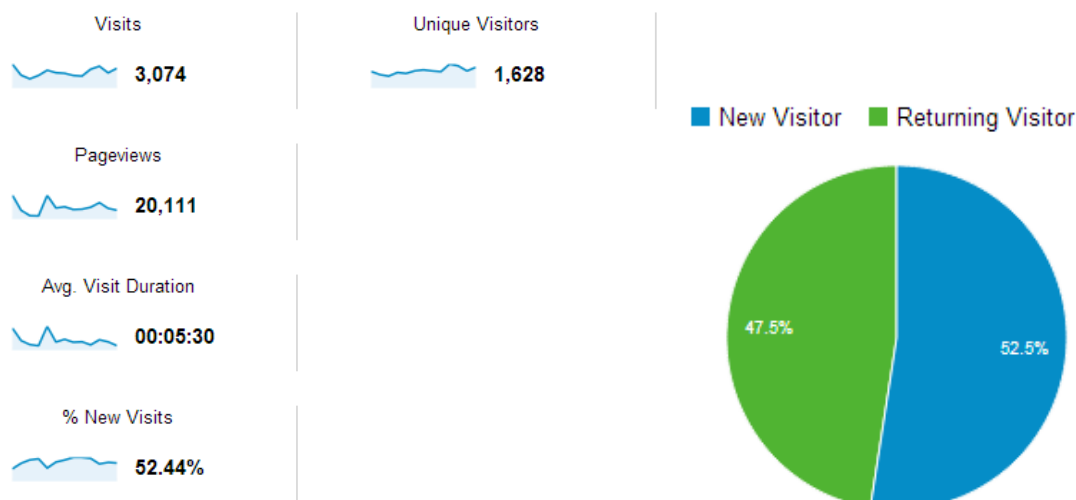 Visits
3,074
Unique Visitors
1,628
Pageviews
20,111
Avg. Visit Duration
00:05:30
% New Visits
52.44%
New Visitor
Returning Visitor
47.5%
52.5%